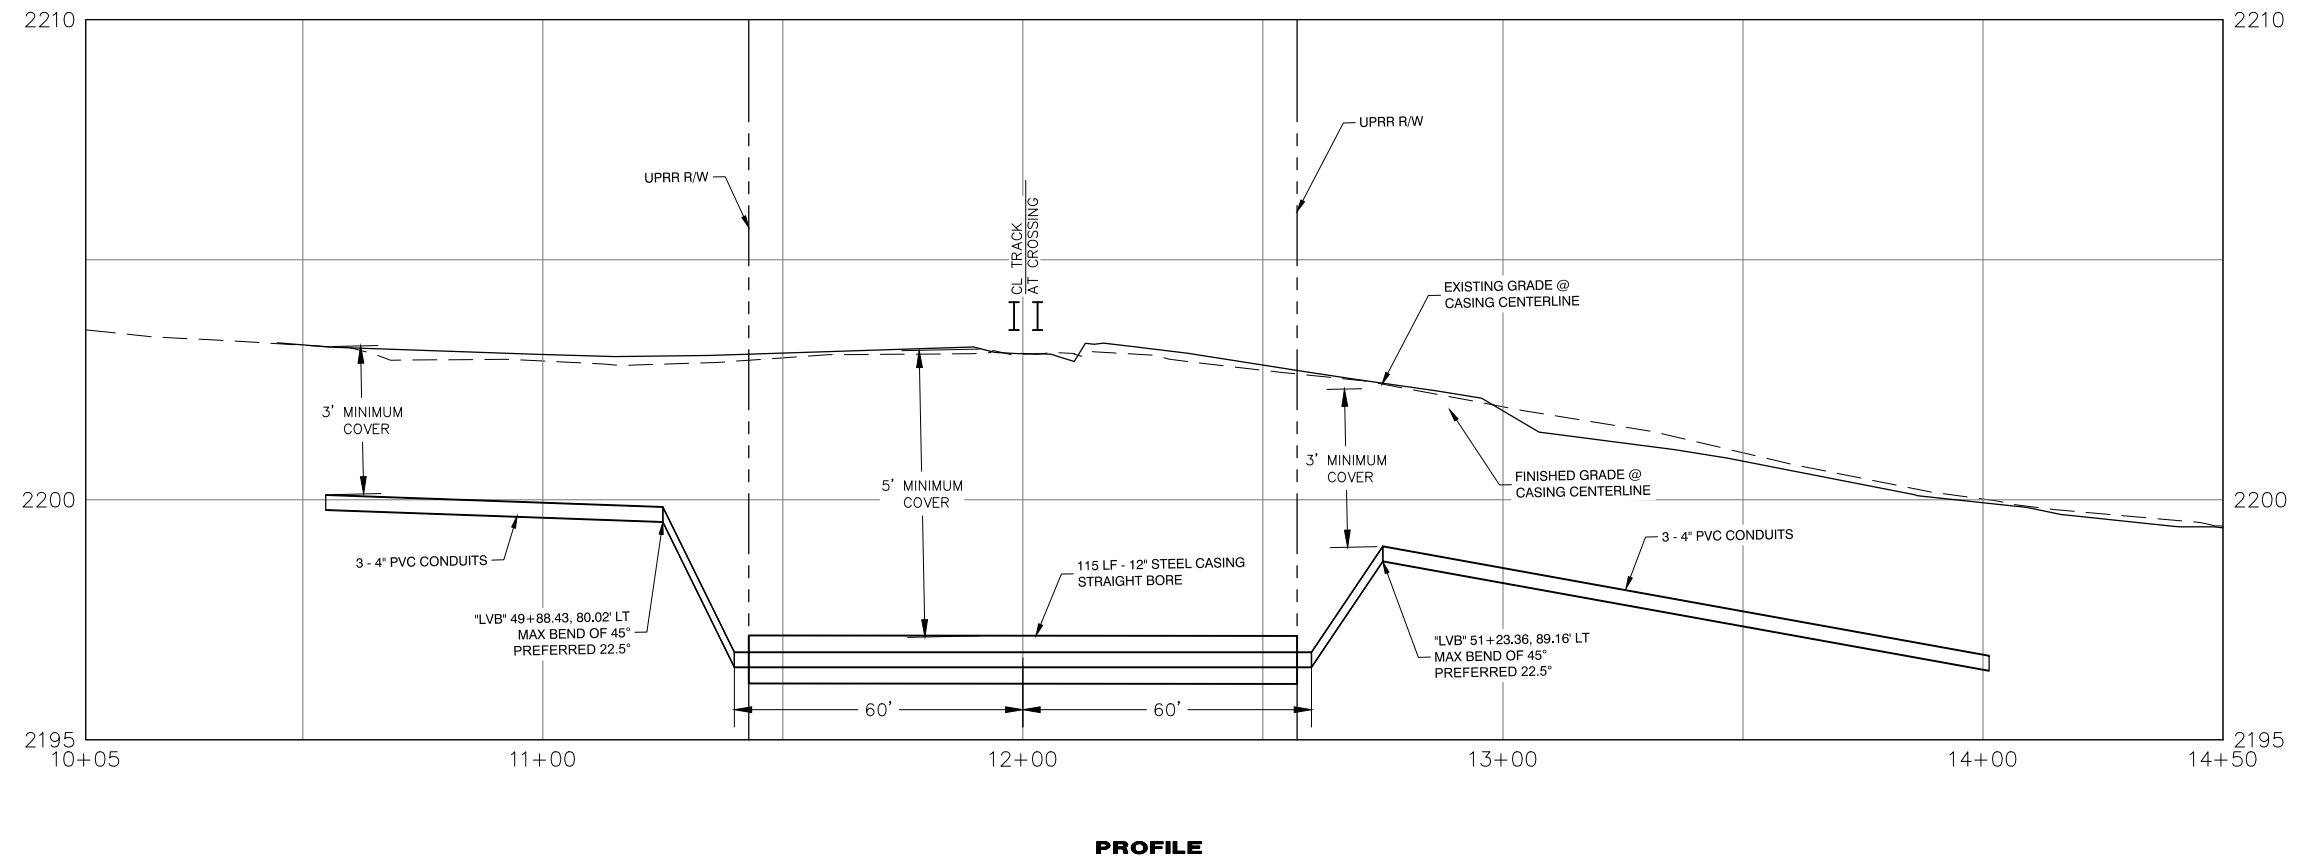 2210
2210
UPRR R/W
UPRR R/W
CL TRACK
AT CROSSING
EXISTING GRADE @
CASING CENTERLINE
3' MINIMUM
COVER
5' MINIMUM
COVER
3' MINIMUM
COVER
FINISHED GRADE @
CASING CENTERLINE
2200
2200
3 - 4" PVC CONDUITS
115 LF - 12" STEEL CASING
STRAIGHT BORE
3 - 4" PVC CONDUITS
"LVB" 49+88.43, 80.02' LT
MAX BEND OF 45°
PREFERRED 22.5°
"LVB" 51+23.36, 89.16' LT
MAX BEND OF 45°
PREFERRED 22.5°
60'
60'
2195
2195
10+05
11+00
12+00
13+00
14+00
14+50
PROFILE